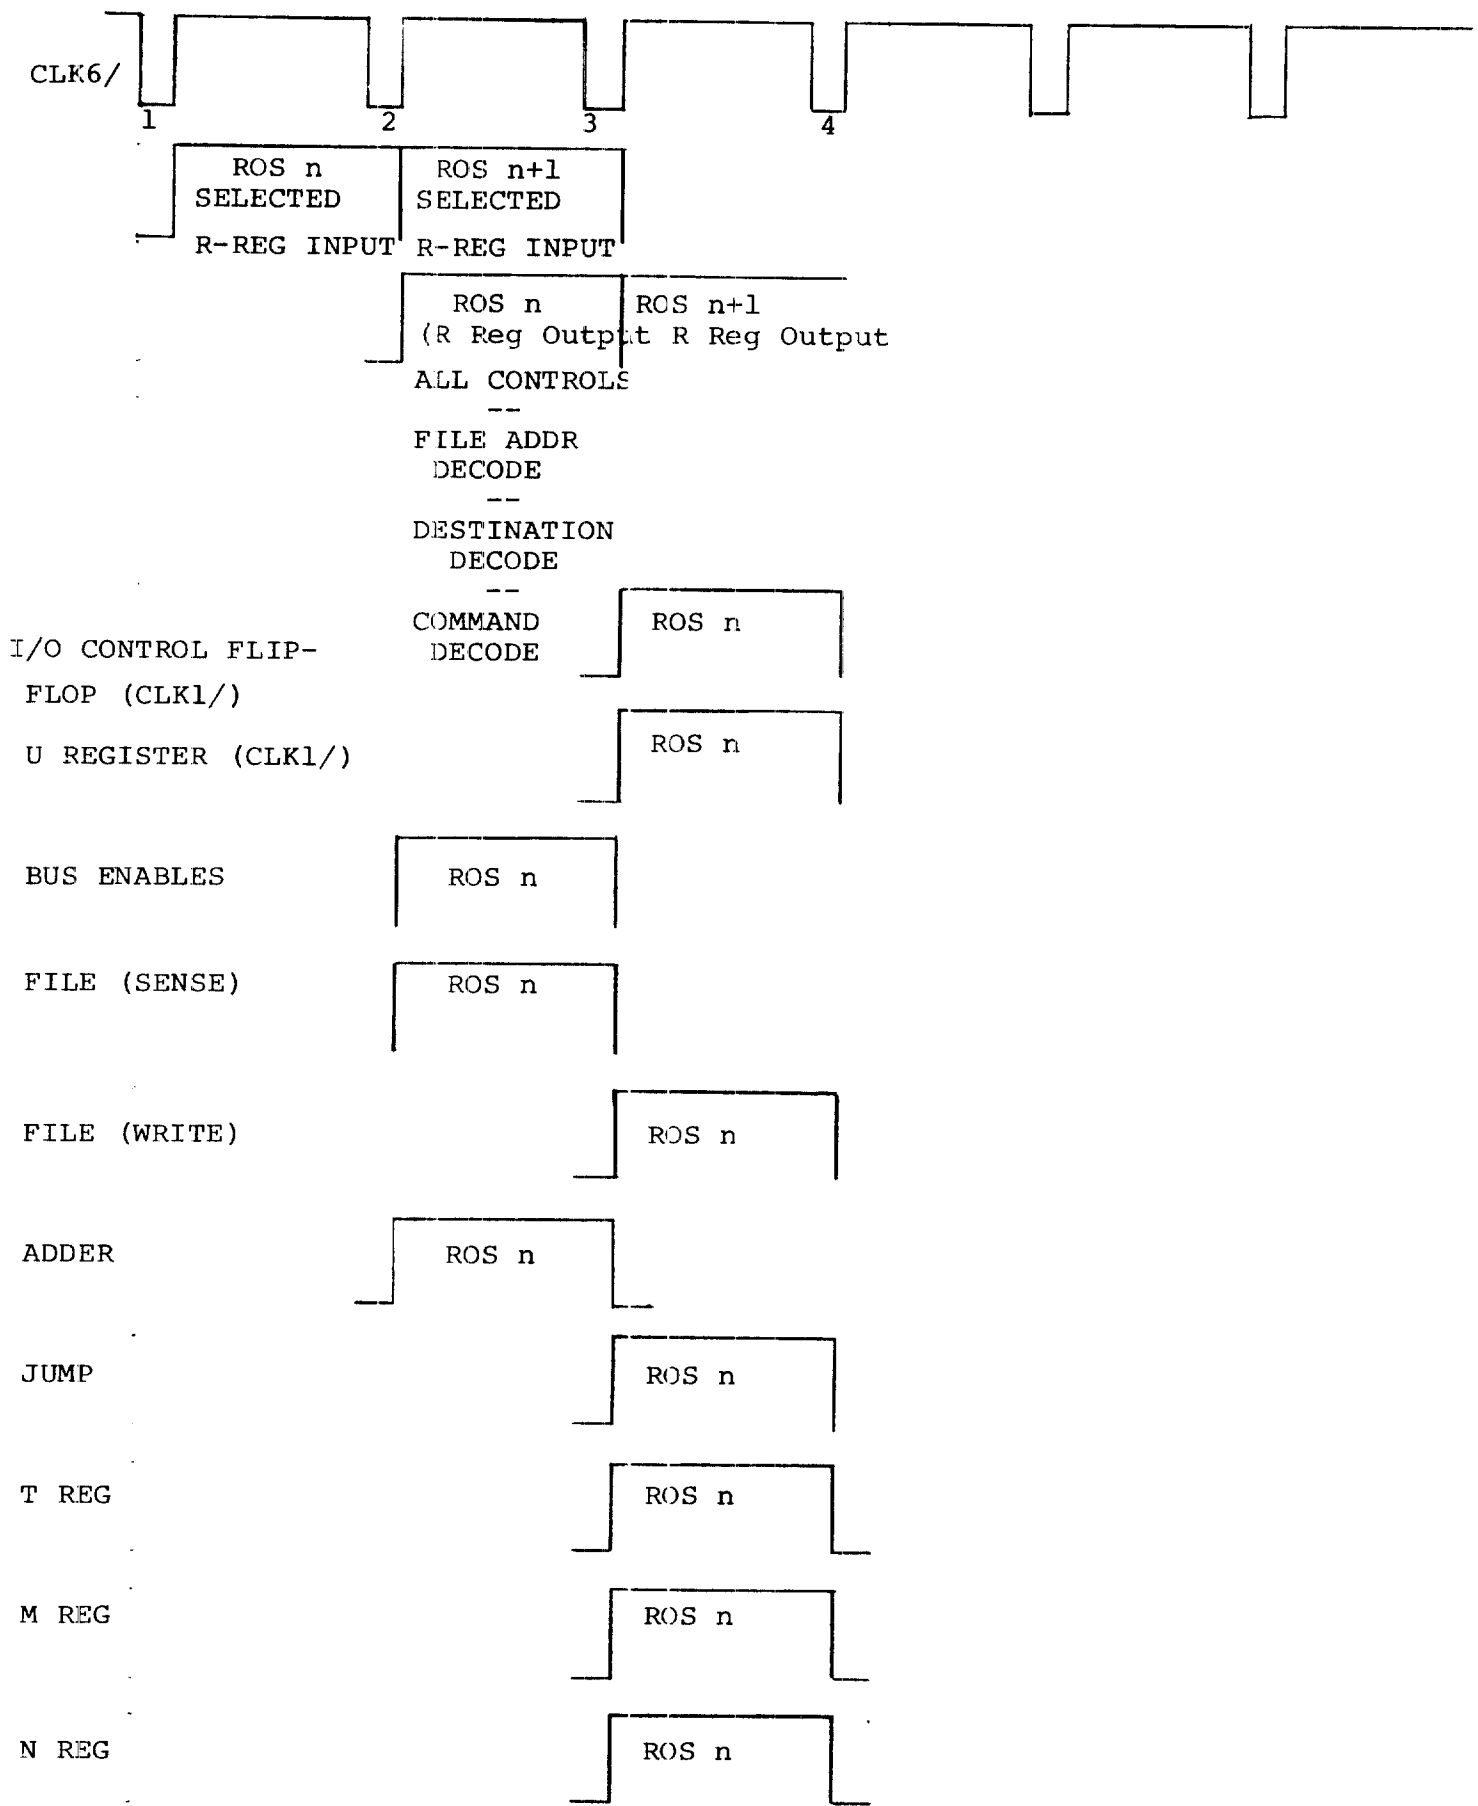 CLK6/
1 2 3 4
ROS n ROS n+1
SELECTED SELECTED
R-REG INPUT R-REG INPUT
ROS n ROS n+1
(R Reg Output R Reg Output
ALL CONTROLS
--
FILE ADDR
DECODE
--
DESTINATION
DECODE
--
COMMAND ROS n
DECODE
I/O CONTROL FLIP-
FLOP (CLK1/)
U REGISTER (CLK1/) ROS n
BUS ENABLES ROS n
FILE (SENSE) ROS n
FILE (WRITE) ROS n
ADDER ROS n
JUMP ROS n
T REG ROS n
M REG ROS n
N REG ROS n